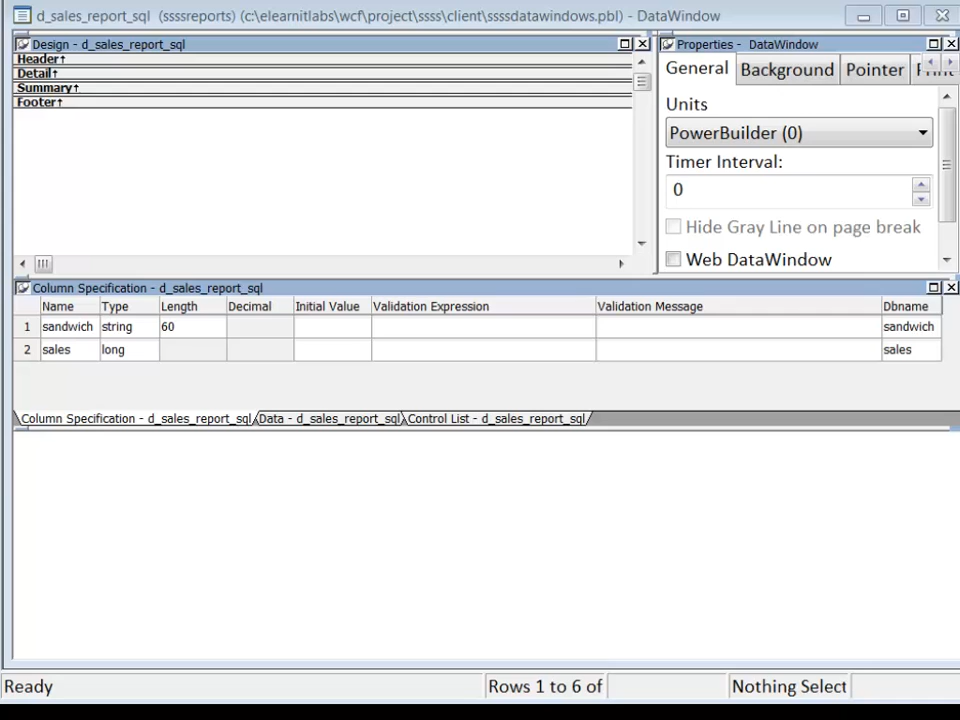 d_sales_report_sql (ssssreports) (c:\elearnitlabs\wcf\project\ssss\client\ssssdatawindows.pbl) - DataWindow
Design - d_sales_report_sql
Header↑
Detail↑
Summary↑
Footer↑
Properties - DataWindow
General Background Pointer
Units
PowerBuilder (0)
Timer Interval:
0
Hide Gray Line on page break
Web DataWindow
Column Specification - d_sales_report_sql
Name Type Length Decimal Initial Value Validation Expression Validation Message Dbname
1 sandwich string 60 sandwich
2 sales long sales
Column Specification - d_sales_report_sql Data - d_sales_report_sql Control List - d_sales_report_sql
Ready Rows 1 to 6 of Nothing Select